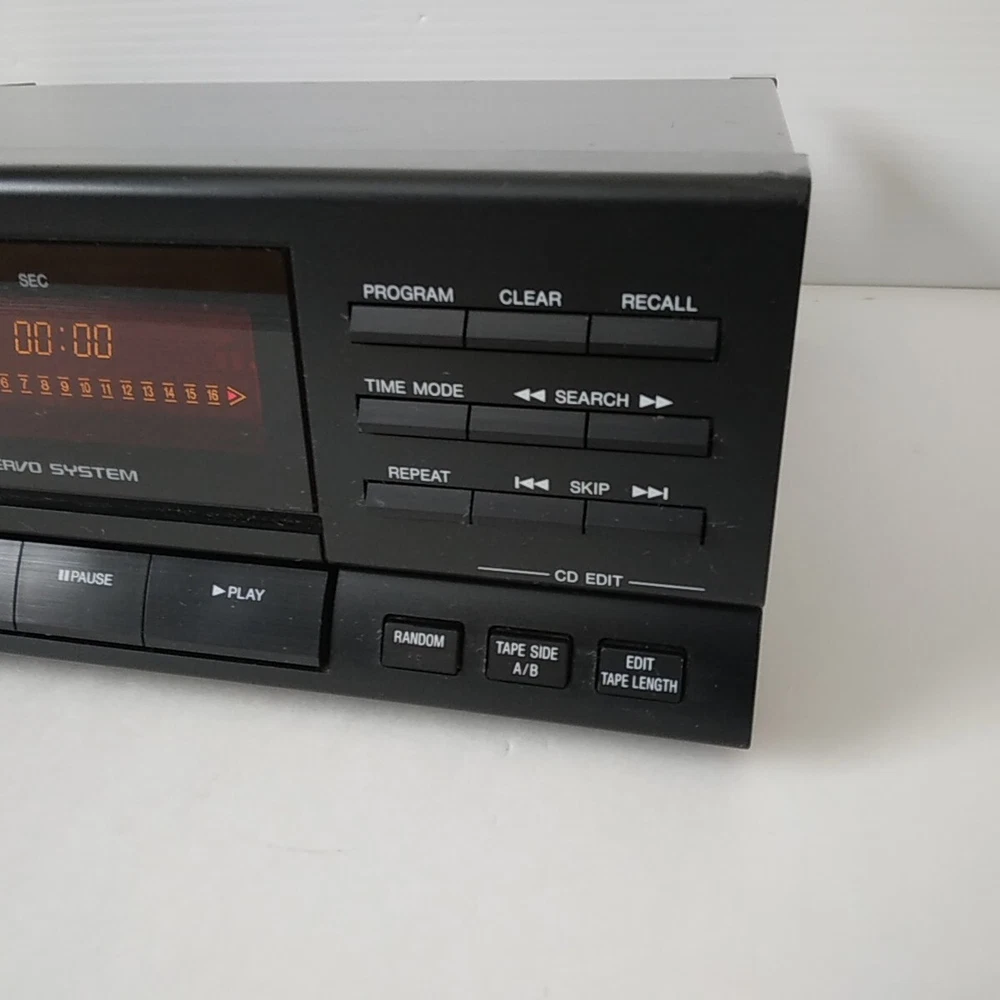 SEC
00:00
6 7 8 9 10 11 12 13 14 15 16
SYSTEM
PROGRAM CLEAR RECALL
TIME MODE ◀◀ SEARCH ▶▶
REPEAT I◀◀ SKIP ▶▶I
CD EDIT
II PAUSE ▶ PLAY
RANDOM
TAPE SIDE
A/B
EDIT
TAPE LENGTH